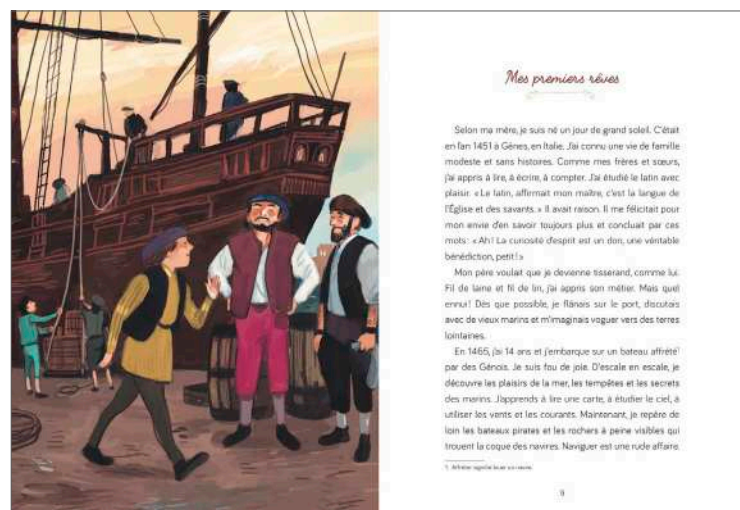 Mes premiers rêves
Selon ma mère, je suis né un jour de grand soleil. C'était
en l'an 1451 à Gênes, en Italie. J'ai connu une vie de famille
modeste et sans histoires. Comme mes frères et sœurs,
j'ai appris à lire, à écrire, à compter. J'ai étudié le latin avec
plaisir. « Le latin, affirmait mon maître, c'est la langue de
l'Église et des savants. » Il avait raison. Il me félicitait pour
mon envie d'en savoir toujours plus et concluait par ces
mots : « Ah ! La curiosité d'esprit est un don, une véritable
bénédiction, petit ! »
Mon père voulait que je devienne tisserand, comme lui.
Fil de laine et fil de lin, j'ai appris son métier. Mais quel
ennui ! Dès que possible, je flânais sur le port, discutais
avec de vieux marins et m'imaginais voguer vers des terres
lointaines.
En 1465, j'ai 14 ans et j'embarque sur un bateau affrété¹
par des Génois. Je suis fou de joie. D'escale en escale, je
découvre les plaisirs de la mer, les tempêtes et les secrets
des marins. J'apprends à lire une carte, à étudier le ciel, à
utiliser les vents et les courants. Maintenant, je repère de
loin les bateaux pirates et les rochers à peine visibles qui
trouent la coque des navires. Naviguer est une rude affaire.
1. Affréter signifie louer un navire.
9